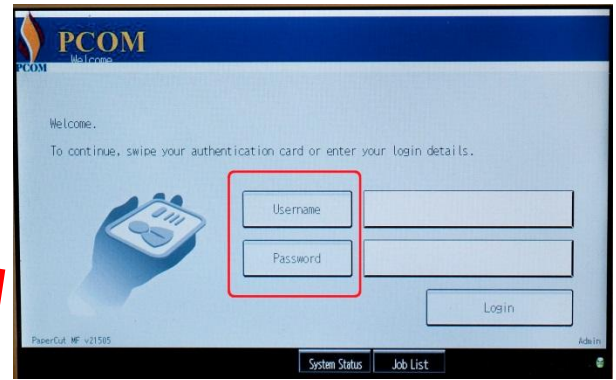 PCOM
PCOM
Welcome
Welcome.
To continue, swipe your authentication card or enter your login details.
Username
Password
Login
PaperCut MF v21505
Admin
System Status
Job List